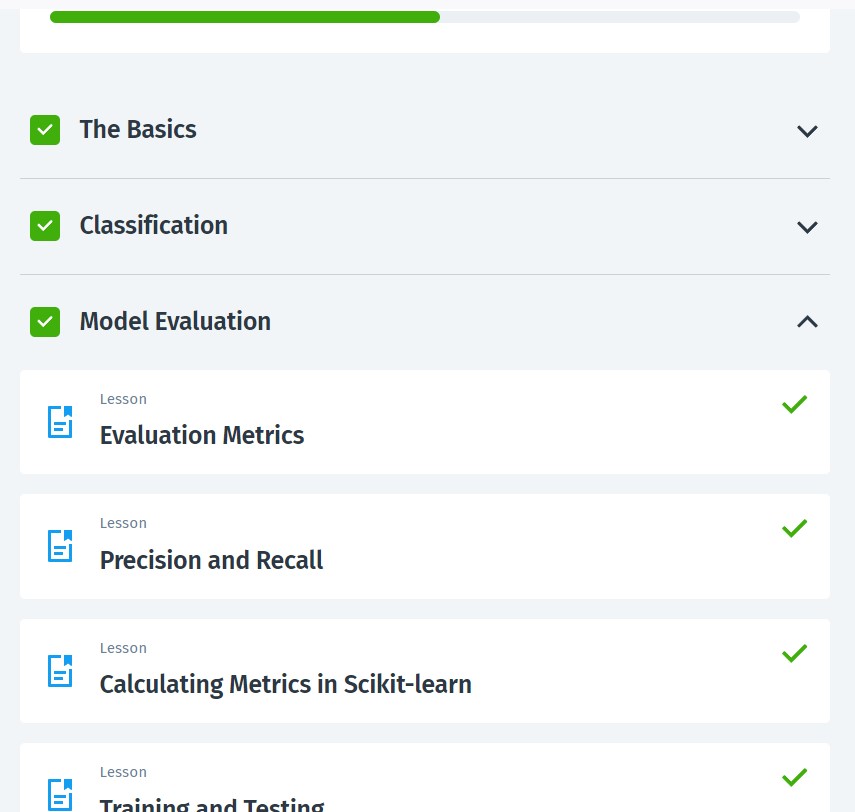 The Basics
Classification
Model Evaluation
Lesson
Evaluation Metrics
Lesson
Precision and Recall
Lesson
Calculating Metrics in Scikit-learn
Lesson
Training and Testing